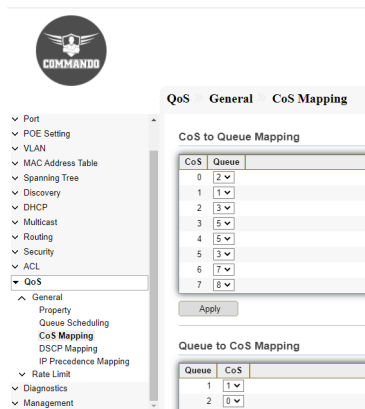 COMMANDO
QoS General CoS Mapping
Port
POE Setting
VLAN
MAC Address Table
Spanning Tree
Discovery
DHCP
Multicast
Routing
Security
ACL
QoS
General
Property
Queue Scheduling
CoS Mapping
DSCP Mapping
IP Precedence Mapping
Rate Limit
Diagnostics
Management
CoS to Queue Mapping
CoS Queue
0 2
1 1
2 3
3 5
4 5
5 3
6 7
7 8
Apply
Queue to CoS Mapping
Queue CoS
1 1
2 0